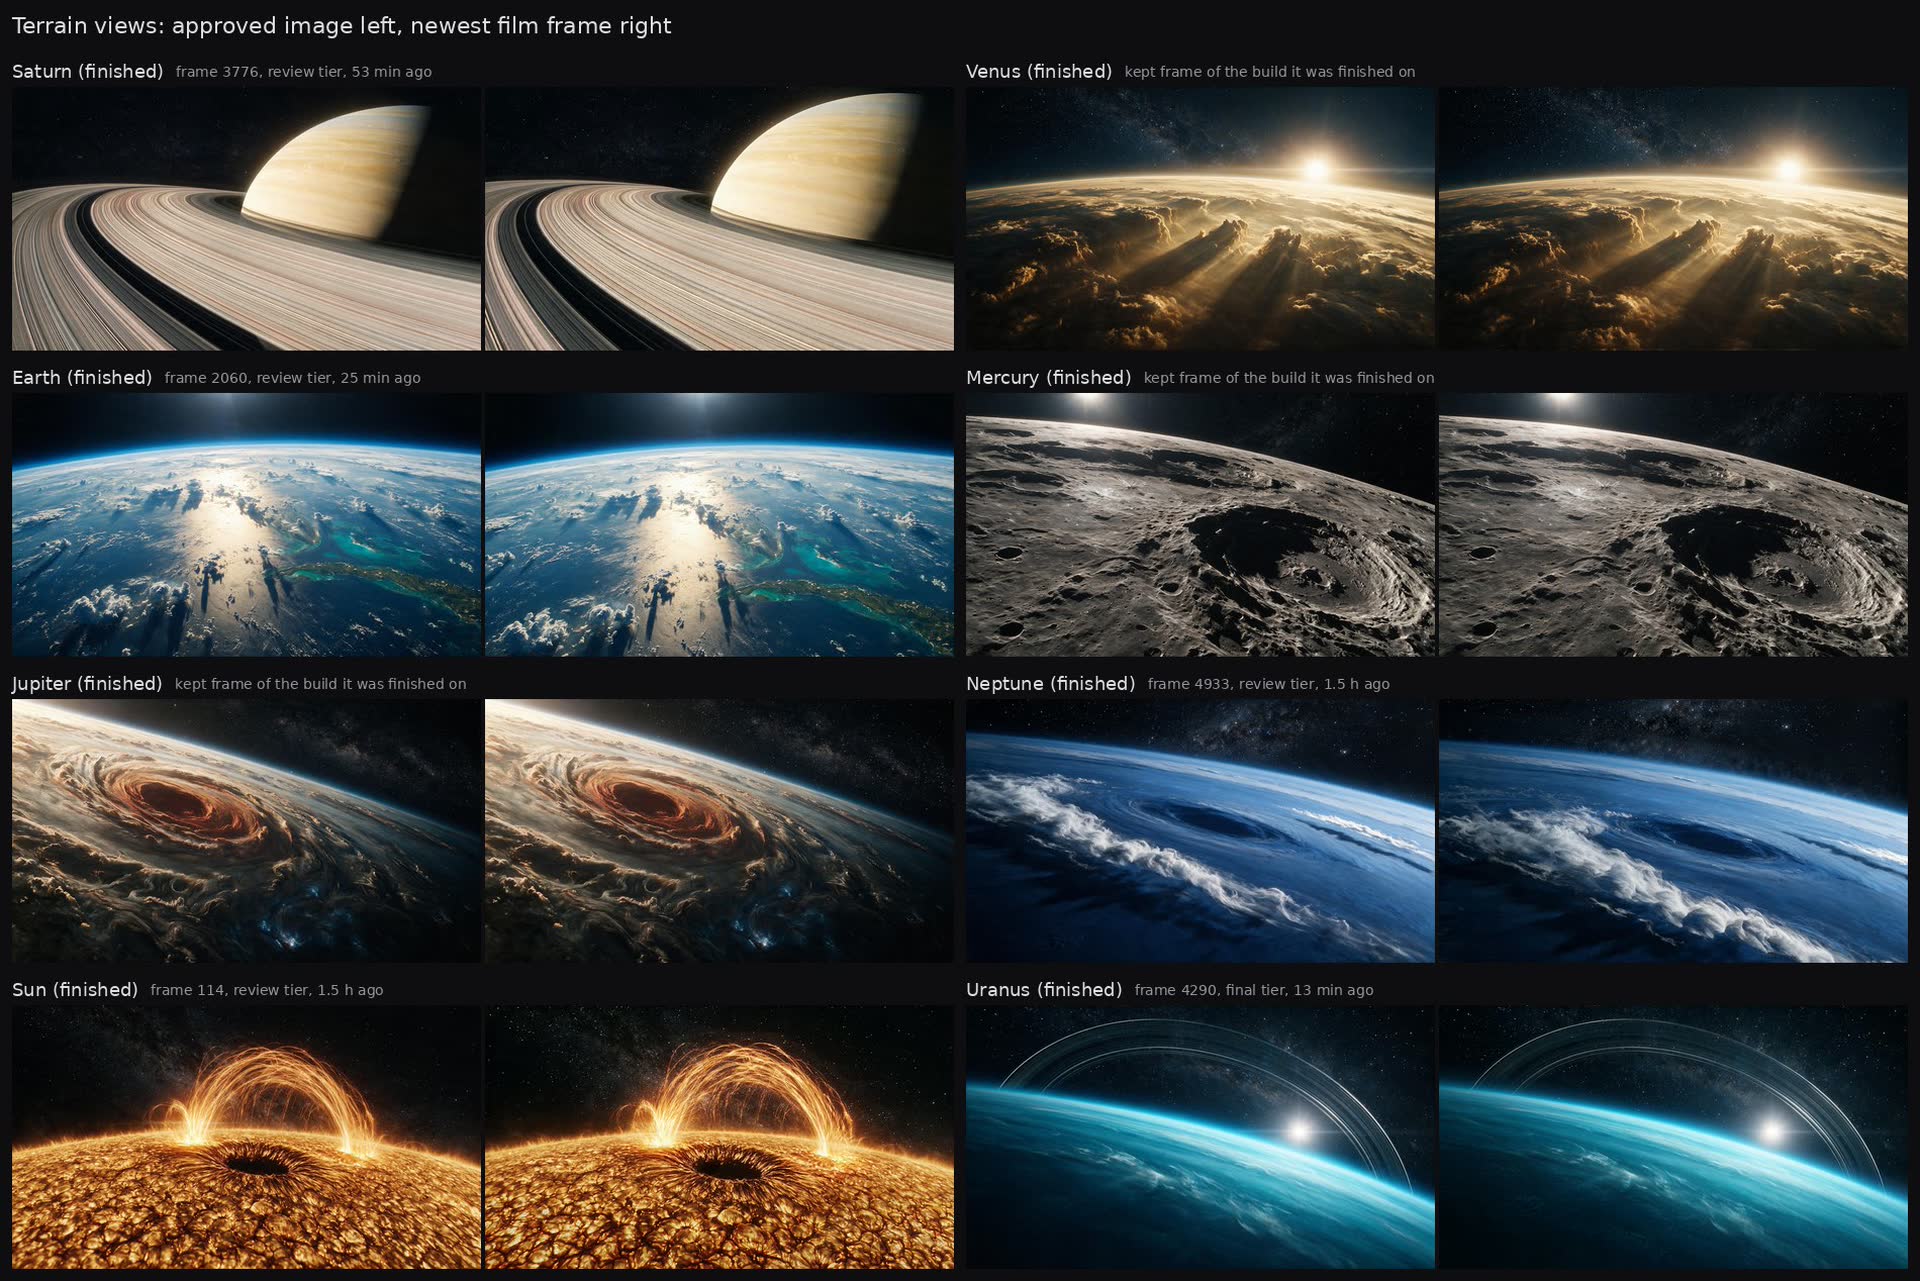 Terrain views: approved image left, newest film frame right
Saturn (finished) frame 3776, review tier, 53 min ago
Venus (finished) kept frame of the build it was finished on
Earth (finished) frame 2060, review tier, 25 min ago
Mercury (finished) kept frame of the build it was finished on
Jupiter (finished) kept frame of the build it was finished on
Neptune (finished) frame 4933, review tier, 1.5 h ago
Sun (finished) frame 114, review tier, 1.5 h ago
Uranus (finished) frame 4290, final tier, 13 min ago